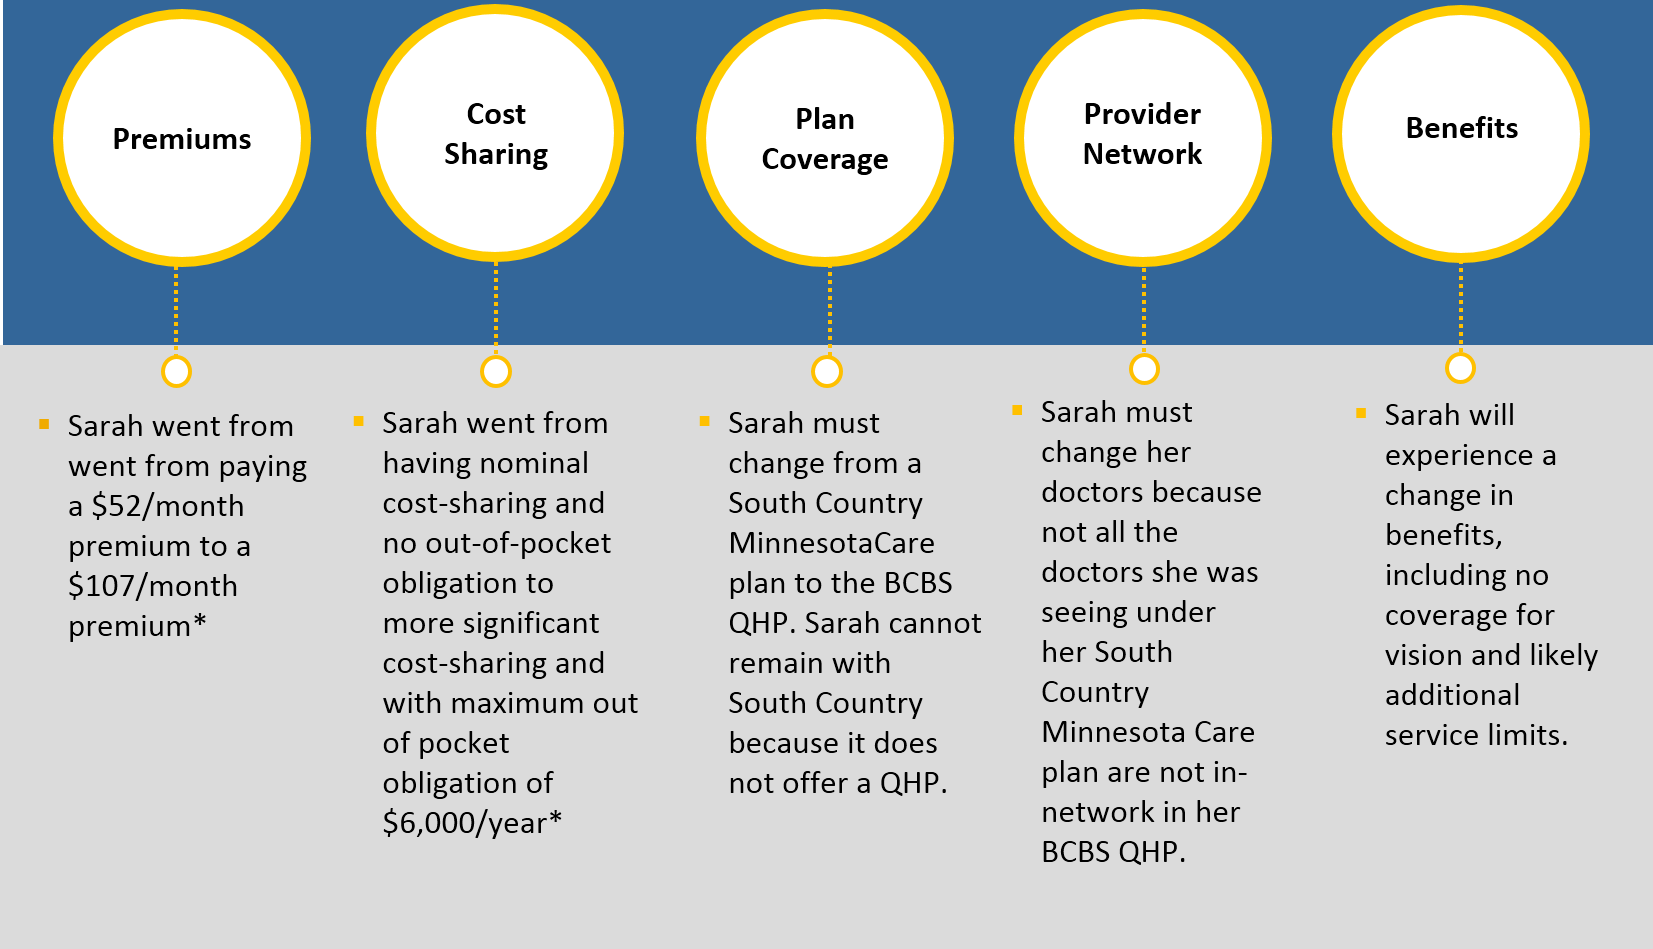 Premiums
Cost
Sharing
Plan
Coverage
Provider
Network
Benefits
▪ Sarah went from
went from paying
a $52/month
premium to a
$107/month
premium*
▪ Sarah went from
having nominal
cost-sharing and
no out-of-pocket
obligation to
more significant
cost-sharing and
with maximum out
of pocket
obligation of
$6,000/year*
▪ Sarah must
change from a
South Country
MinnesotaCare
plan to the BCBS
QHP. Sarah cannot
remain with
South Country
because it does
not offer a QHP.
▪ Sarah must
change her
doctors because
not all the
doctors she was
seeing under
her South
Country
Minnesota Care
plan are not in-
network in her
BCBS QHP.
▪ Sarah will
experience a
change in
benefits,
including no
coverage for
vision and likely
additional
service limits.